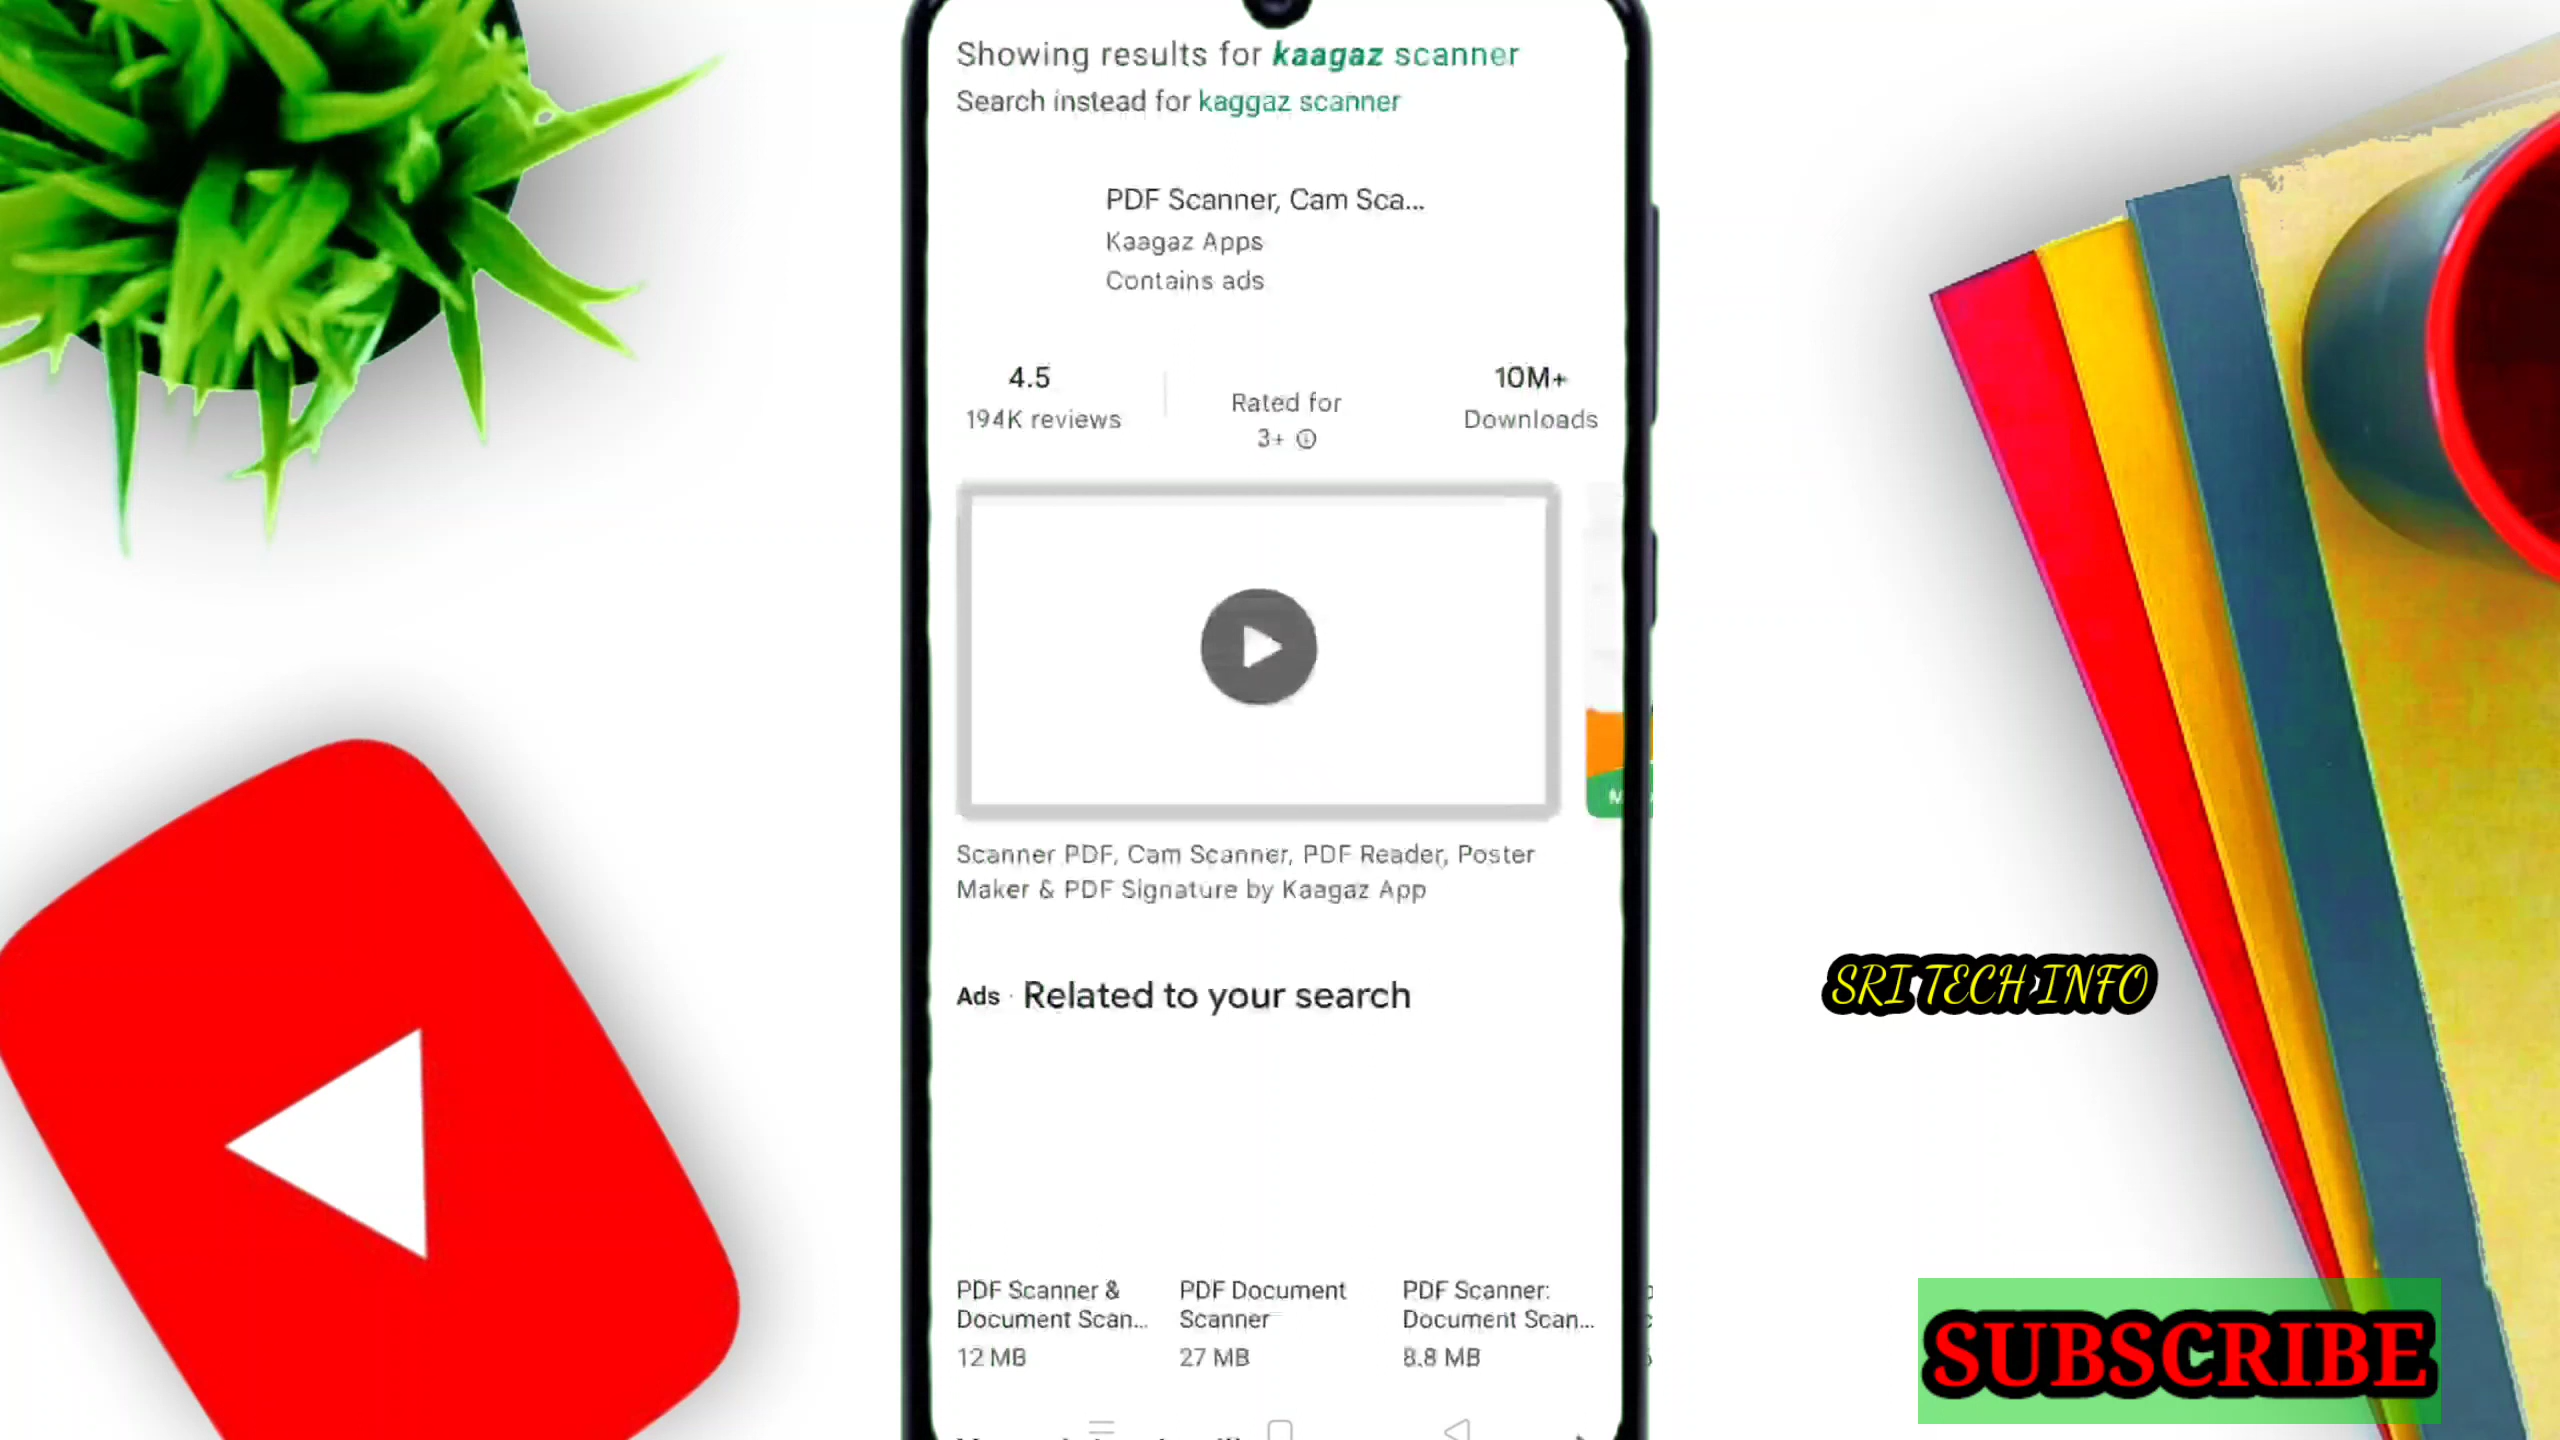 Showing results for kaagaz scanner
Search instead for kaggaz scanner
PDF Scanner, Cam Sca...
Kaagaz Apps
Contains ads
4.5
194K reviews
Rated for
3+
10M+
Downloads
Scanner PDF, Cam Scanner, PDF Reader, Poster
Maker & PDF Signature by Kaagaz App
Ads · Related to your search
SRI TECH INFO
PDF Scanner &
Document Scan...
12 MB
PDF Document
Scanner
27 MB
PDF Scanner:
Document Scan...
8.8 MB
SUBSCRIBE